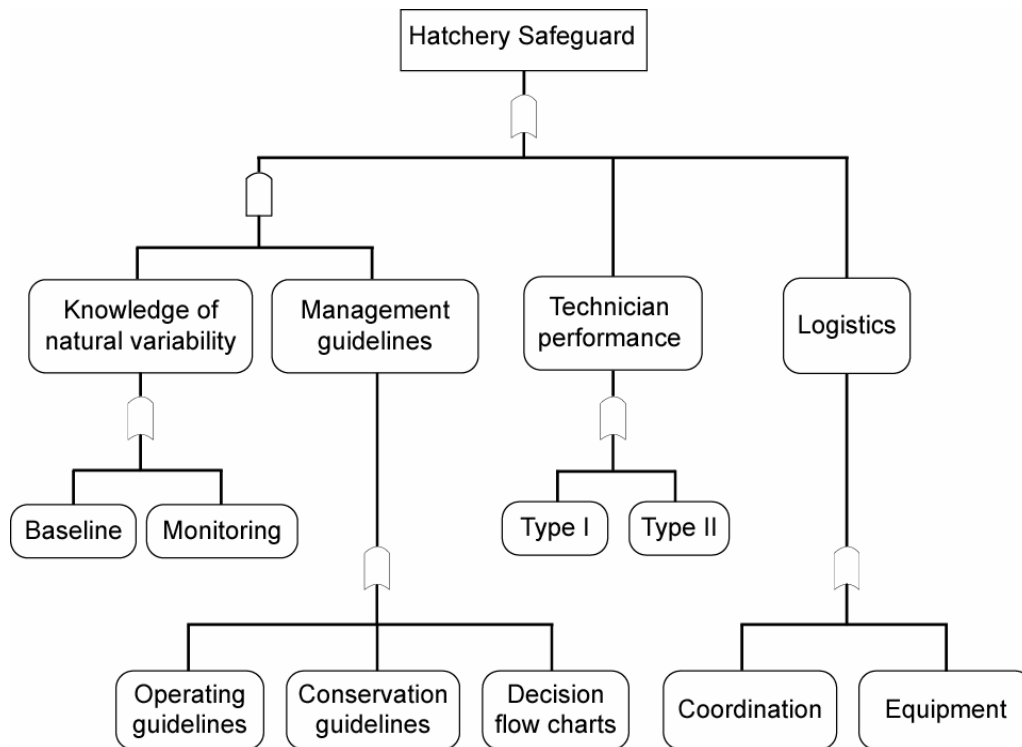 Hatchery Safeguard
Knowledge of
natural variability
Management
guidelines
Technician
performance
Logistics
Baseline
Monitoring
Type I
Type II
Operating
guidelines
Conservation
guidelines
Decision
flow charts
Coordination
Equipment